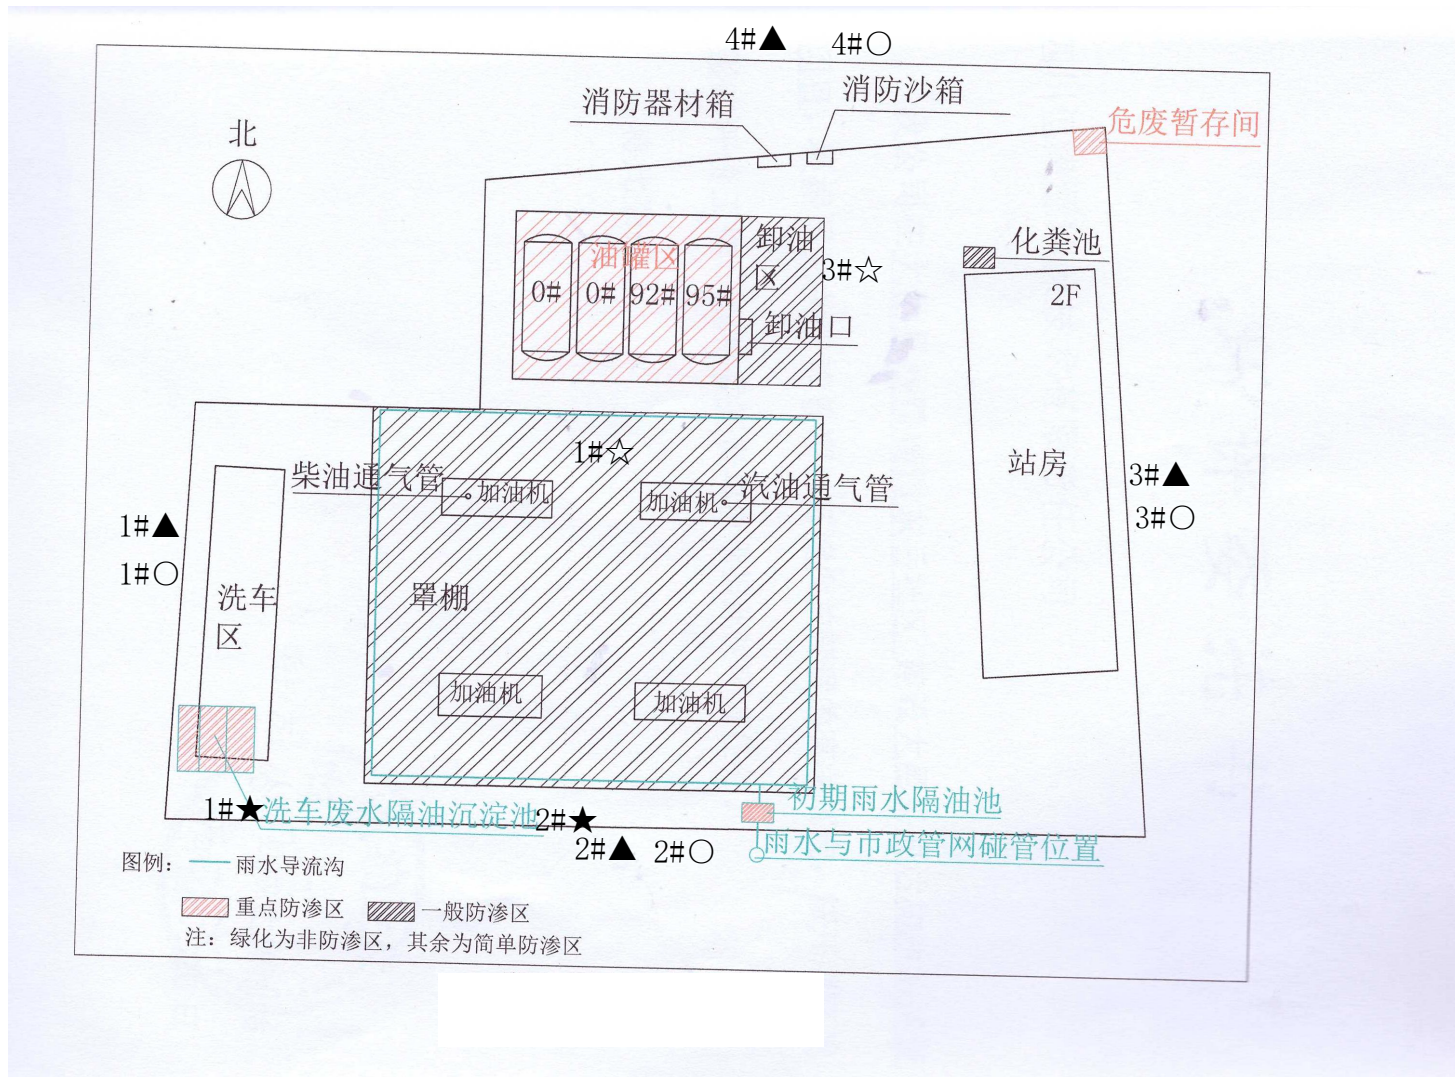 4#▲ 4#○
消防器材箱
消防沙箱
危废暂存间
北
油罐区
卸油
区
3#☆
化粪池
0#
0#
92#
95#
2F
卸油口
1#☆
柴油通气管
加油机
加油机
汽油通气管
站房
3#▲
3#○
1#▲
1#○
洗车
区
罩棚
加油机
加油机
初期雨水隔油池
1#★
洗车废水隔油沉淀池
2#★
2#▲ 2#○
雨水与市政管网碰管位置
图例：
雨水导流沟
重点防渗区
一般防渗区
注：绿化为非防渗区，其余为简单防渗区